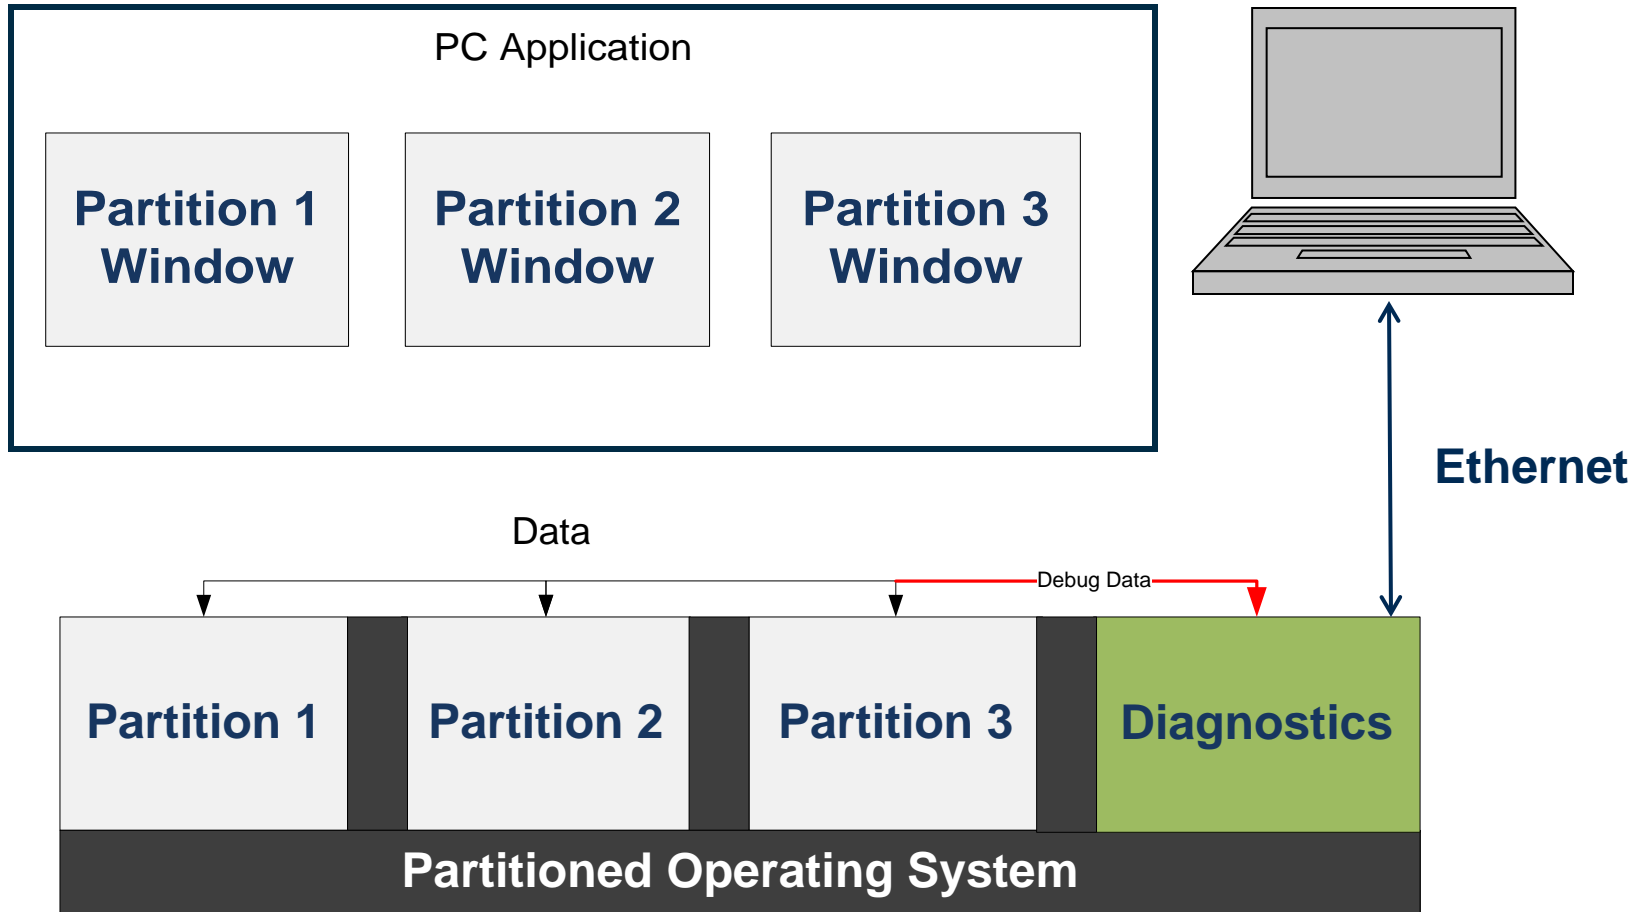 PC Application
Partition 1
Window
Partition 2
Window
Partition 3
Window
Ethernet
Data
Debug Data
Partition 1
Partition 2
Partition 3
Diagnostics
Partitioned Operating System